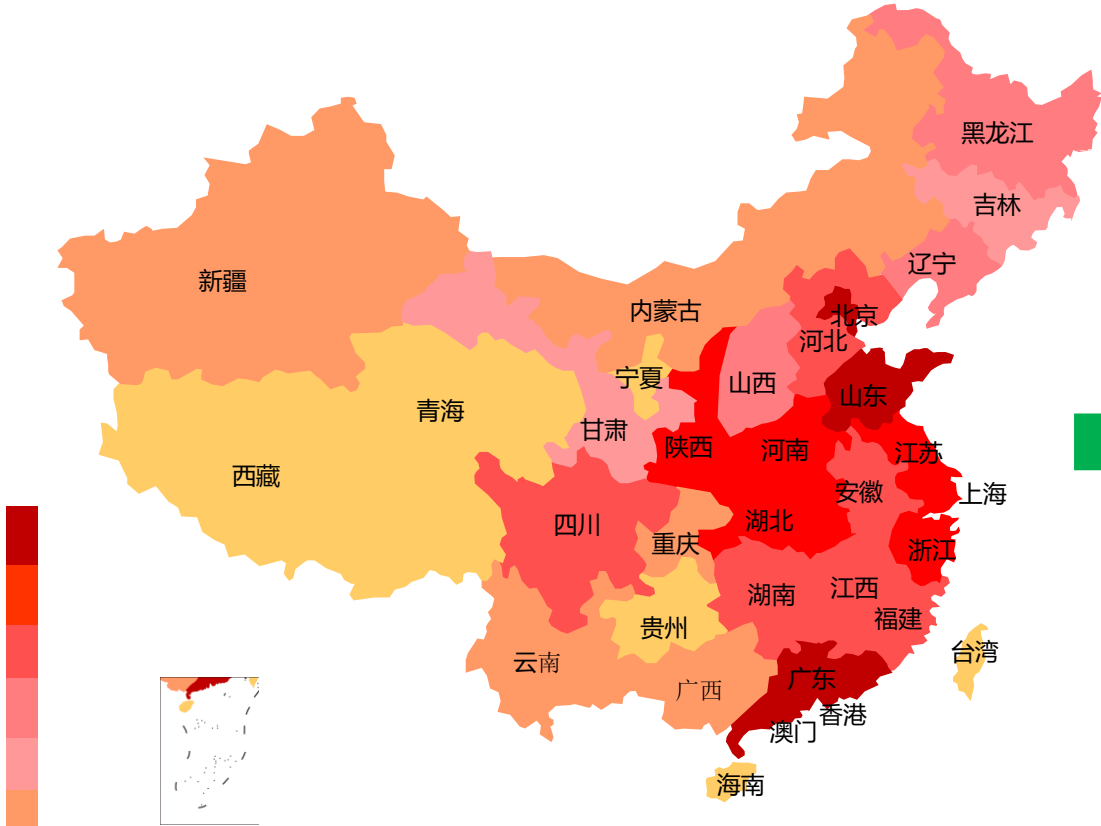 黑龙江
吉林
辽宁
新疆
内蒙古
北京
河北
宁夏
山西
山东
青海
甘肃
陕西
河南
江苏
西藏
安徽
上海
四川
湖北
重庆
浙江
湖南
江西
福建
贵州
台湾
云南
广西
广东
香港
澳门
海南